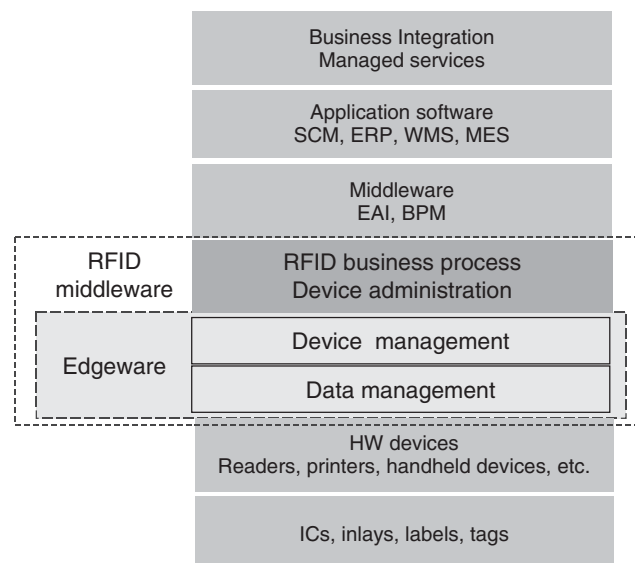 Business Integration
Managed services
Application software
SCM, ERP, WMS, MES
Middleware
EAI, BPM
RFID
middleware
RFID business process
Device administration
Edgeware
Device management
Data management
HW devices
Readers, printers, handheld devices, etc.
ICs, inlays, labels, tags